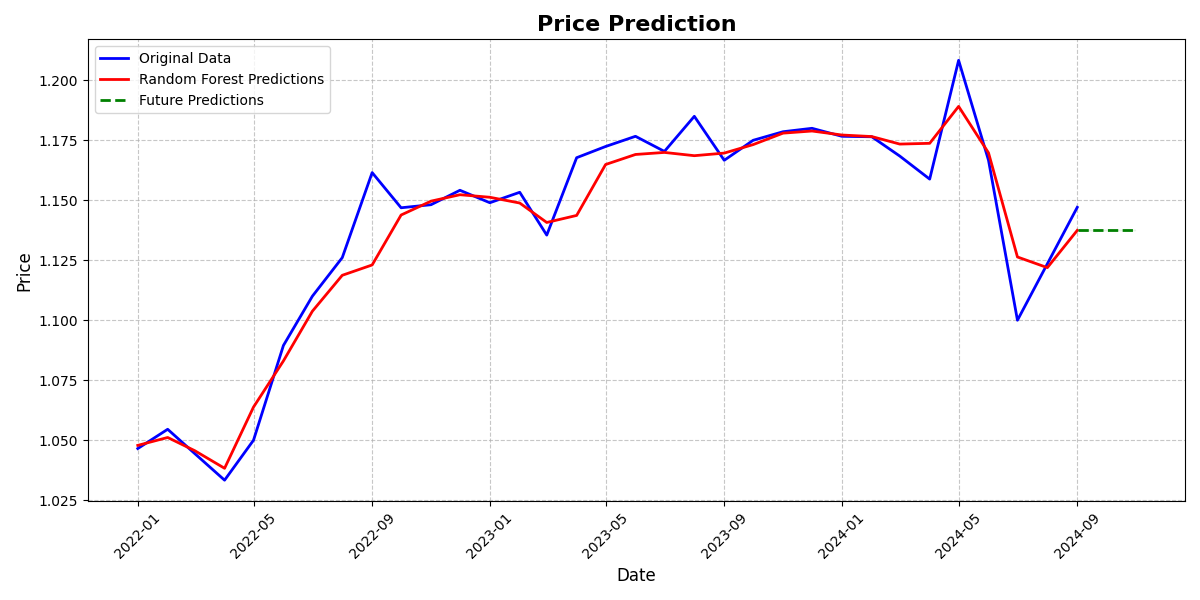 Price Prediction
Original Data
Random Forest Predictions
Future Predictions
1.200
1.175
1.150
1.125
1.100
1.075
1.050
1.025
Price
2022-01
2022-05
2022-09
2023-01
2023-05
2023-09
2024-01
2024-05
2024-09
Date